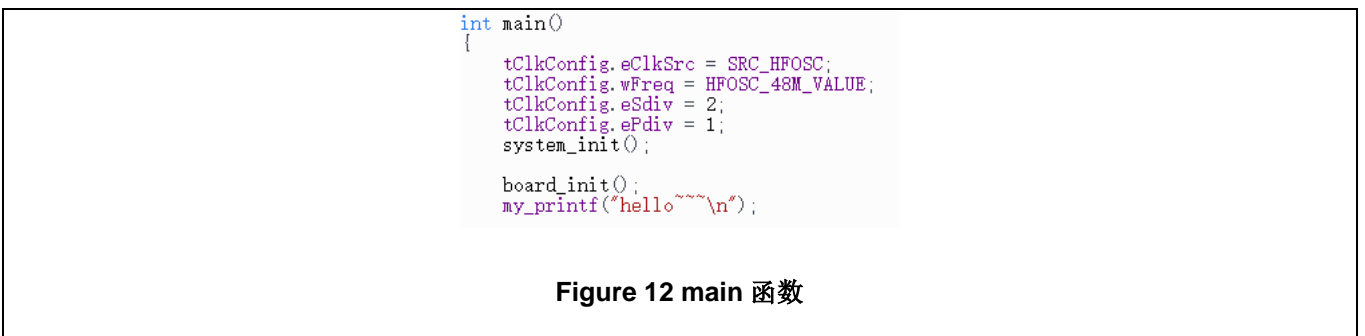 int main()
{
    tClkConfig.eClkSrc = SRC_HFOSC;
    tClkConfig.wFreq = HFOSC_48M_VALUE;
    tClkConfig.eSdiv = 2;
    tClkConfig.ePdiv = 1;
    system_init();
    board_init();
    my_printf("hello~~~\n");
Figure 12 main 函数